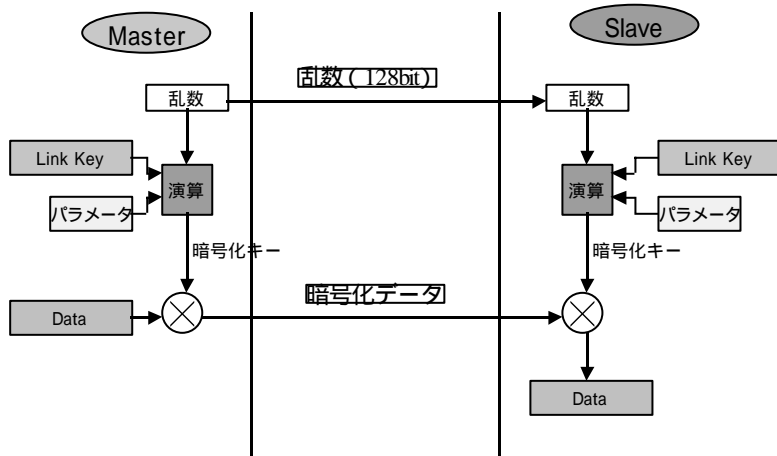 Master
Slave
乱数 ( 128bit)
乱数
乱数
Link Key
Link Key
演算
演算
パラメータ
パラメータ
暗号化キー
暗号化キー
暗号化データ
Data
Data